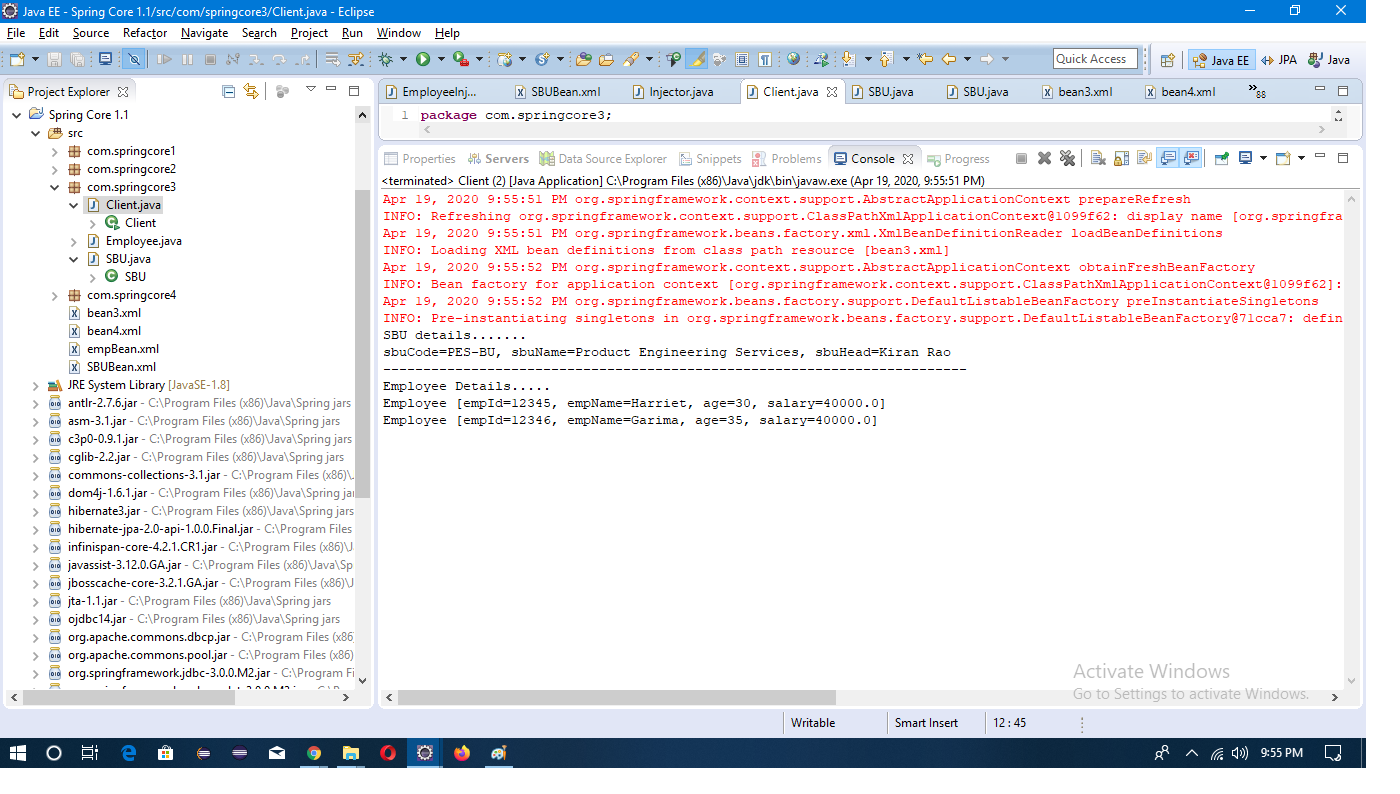 Java EE - Spring Core 1.1/src/com/springcore3/Client.java - Eclipse
File Edit Source Refactor Navigate Search Project Run Window Help
Quick Access
Java EE
JPA
Java
Project Explorer
Spring Core 1.1
src
com.springcore1
com.springcore2
com.springcore3
Client.java
Client
Employee.java
SBU.java
SBU
com.springcore4
bean3.xml
bean4.xml
empBean.xml
SBUBean.xml
JRE System Library [JavaSE-1.8]
antlr-2.7.6.jar - C:\Program Files (x86)\Java\Spring jars
asm-3.1.jar - C:\Program Files (x86)\Java\Spring jars
c3p0-0.9.1.jar - C:\Program Files (x86)\Java\Spring jars
cglib-2.2.jar - C:\Program Files (x86)\Java\Spring jars
commons-collections-3.1.jar - C:\Program Files (x86)\
dom4j-1.6.1.jar - C:\Program Files (x86)\Java\Spring jar
hibernate3.jar - C:\Program Files (x86)\Java\Spring jars
hibernate-jpa-2.0-api-1.0.0.Final.jar - C:\Program Files
infinispan-core-4.2.1.CR1.jar - C:\Program Files (x86)\J
javassist-3.12.0.GA.jar - C:\Program Files (x86)\Java\Sp
jbosscache-core-3.2.1.GA.jar - C:\Program Files (x86)\J
jta-1.1.jar - C:\Program Files (x86)\Java\Spring jars
ojdbc14.jar - C:\Program Files (x86)\Java\Spring jars
org.apache.commons.dbcp.jar - C:\Program Files (x86
org.apache.commons.pool.jar - C:\Program Files (x86)
org.springframework.jdbc-3.0.0.M2.jar - C:\Program Fi
EmployeeInj... SBUBean.xml Injector.java Client.java SBU.java SBU.java bean3.xml bean4.xml »88
1 package com.springcore3;
Properties Servers Data Source Explorer Snippets Problems Console Progress
<terminated> Client (2) [Java Application] C:\Program Files (x86)\Java\jdk\bin\javaw.exe (Apr 19, 2020, 9:55:51 PM)
Apr 19, 2020 9:55:51 PM org.springframework.context.support.AbstractApplicationContext prepareRefresh
INFO: Refreshing org.springframework.context.support.ClassPathXmlApplicationContext@1099f62: display name [org.springfra
Apr 19, 2020 9:55:51 PM org.springframework.beans.factory.xml.XmlBeanDefinitionReader loadBeanDefinitions
INFO: Loading XML bean definitions from class path resource [bean3.xml]
Apr 19, 2020 9:55:52 PM org.springframework.context.support.AbstractApplicationContext obtainFreshBeanFactory
INFO: Bean factory for application context [org.springframework.context.support.ClassPathXmlApplicationContext@1099f62]:
Apr 19, 2020 9:55:52 PM org.springframework.beans.factory.support.DefaultListableBeanFactory preInstantiateSingletons
INFO: Pre-instantiating singletons in org.springframework.beans.factory.support.DefaultListableBeanFactory@71cca7: defin
SBU details.......
sbuCode=PES-BU, sbuName=Product Engineering Services, sbuHead=Kiran Rao
------------------------------------------------------------------------
Employee Details.....
Employee [empId=12345, empName=Harriet, age=30, salary=40000.0]
Employee [empId=12346, empName=Garima, age=35, salary=40000.0]
Activate Windows
Go to Settings to activate Windows.
Writable Smart Insert 12 : 45
9:55 PM